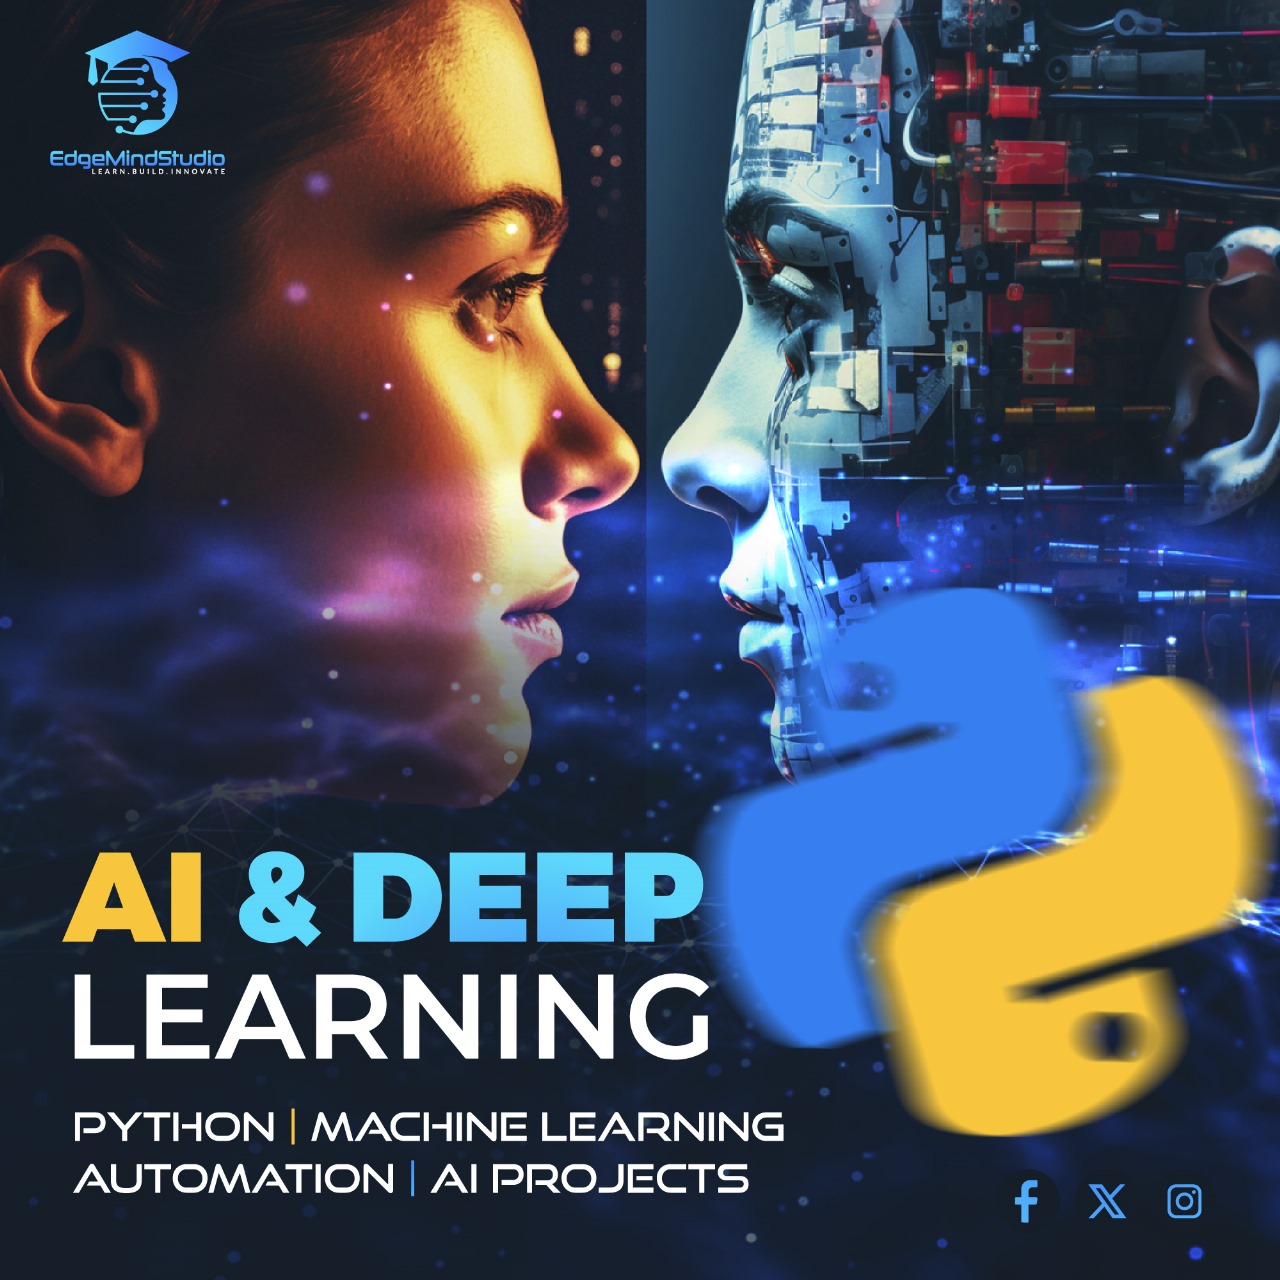 EdgeMindStudio
LEARN.BUILD.INNOVATE
AI & DEEP
LEARNING
PYTHON | MACHINE LEARNING
AUTOMATION | AI PROJECTS